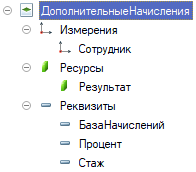 ДополнительныеНачисления
Измерения
Сотрудник
Ресурсы
Результат
Реквизиты
БазаНачислений
Процент
Стаж